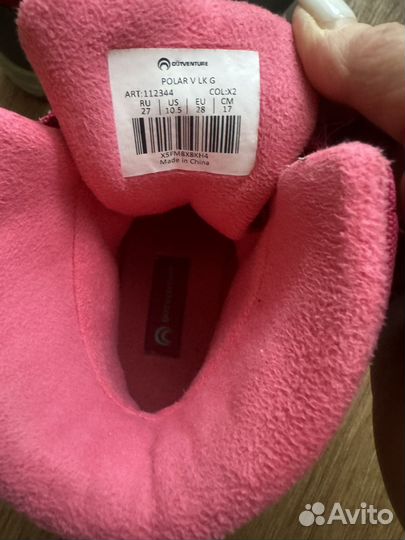 OUTVENTURE
POLAR V LK G
ART:112344 COL:X2
RU US EU CM
27 10.5 28 17
X5FM8X8KH4
Made in China
OUTVENTURE
Avito